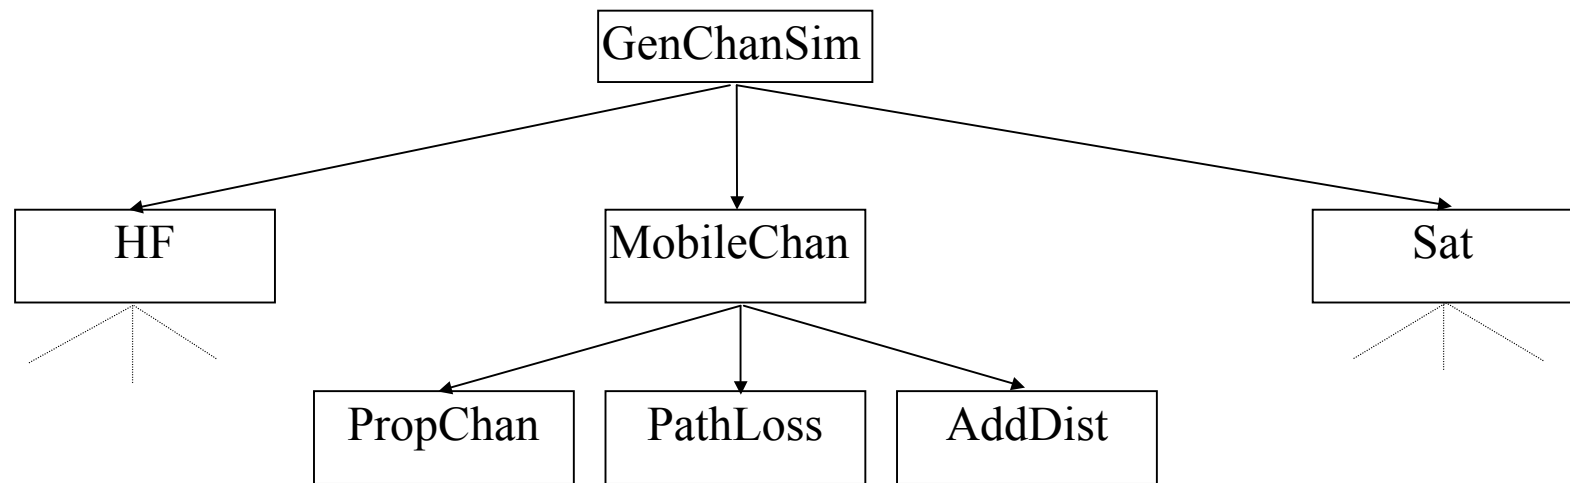 GenChanSim
HF
MobileChan
Sat
PropChan
PathLoss
AddDist